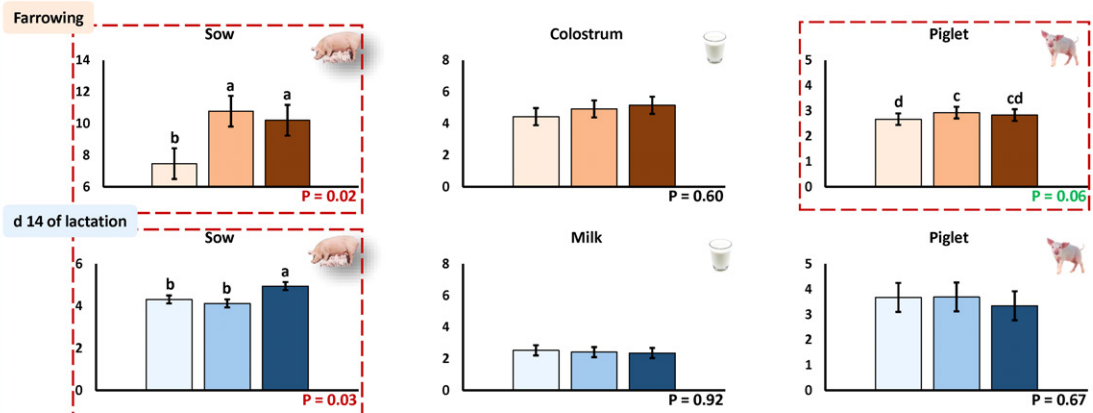 Farrowing
Sow
Colostrum
Piglet
14
12
10
8
6
b
a
a
P = 0.02
8
6
4
2
0
P = 0.60
5
4
3
2
1
0
d
c
cd
P = 0.06
d 14 of lactation
Sow
Milk
Piglet
6
4
2
0
b
b
a
P = 0.03
8
6
4
2
0
P = 0.92
5
4
3
2
1
0
P = 0.67